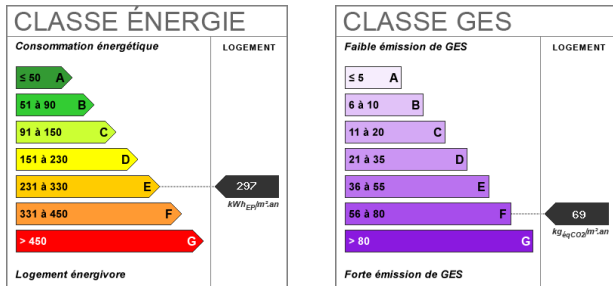 CLASSE ÉNERGIE
Consommation énergétique
LOGEMENT
≤ 50 A
51 à 90 B
91 à 150 C
151 à 230 D
231 à 330 E
297
kWhEP/m².an
331 à 450 F
> 450 G
Logement énergivore
CLASSE GES
Faible émission de GES
LOGEMENT
≤ 5 A
6 à 10 B
11 à 20 C
21 à 35 D
36 à 55 E
56 à 80 F
69
kgéqCO2/m².an
> 80 G
Forte émission de GES